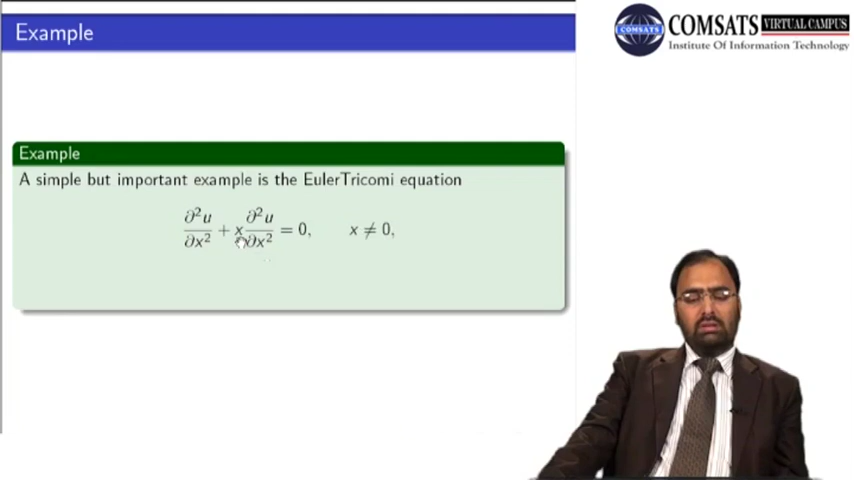 Example
COMSATS VIRTUAL CAMPUS
COMSATS
Institute Of Information Technology
Example
A simple but important example is the EulerTricomi equation
∂²u/∂x² + x ∂²u/∂x² = 0, x ≠ 0,